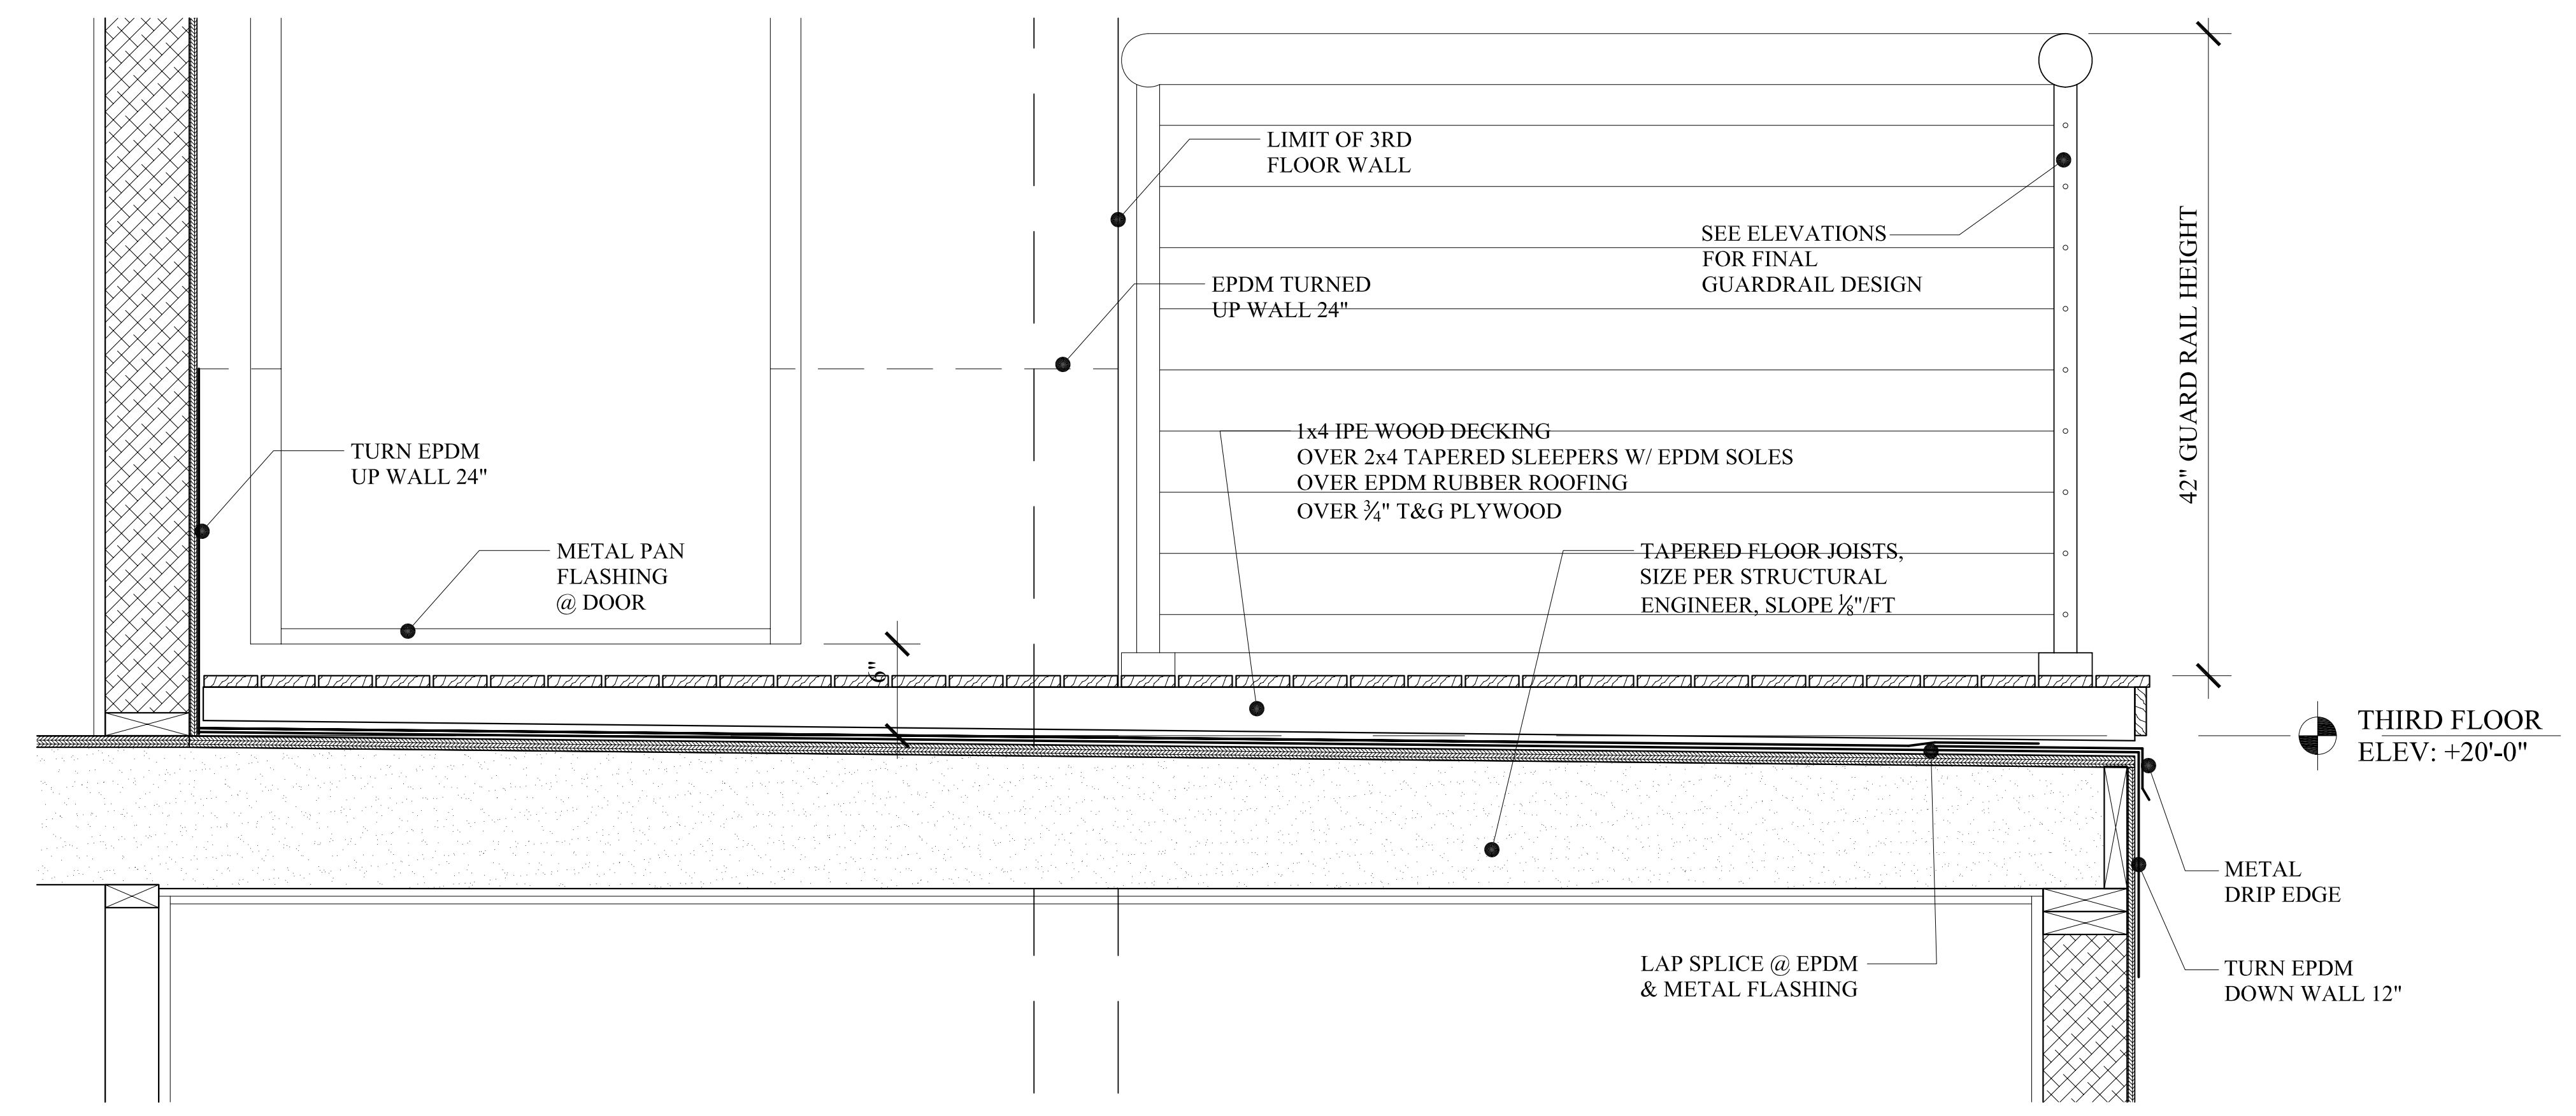 LIMIT OF 3RD
FLOOR WALL
SEE ELEVATIONS
FOR FINAL
GUARDRAIL DESIGN
EPDM TURNED
UP WALL 24"
42" GUARD RAIL HEIGHT
TURN EPDM
UP WALL 24"
1x4 IPE WOOD DECKING
OVER 2x4 TAPERED SLEEPERS W/ EPDM SOLES
OVER EPDM RUBBER ROOFING
OVER 3/4" T&G PLYWOOD
METAL PAN
FLASHING
@ DOOR
TAPERED FLOOR JOISTS,
SIZE PER STRUCTURAL
ENGINEER, SLOPE 1/8"/FT
6"
THIRD FLOOR
ELEV: +20'-0"
METAL
DRIP EDGE
LAP SPLICE @ EPDM
& METAL FLASHING
TURN EPDM
DOWN WALL 12"